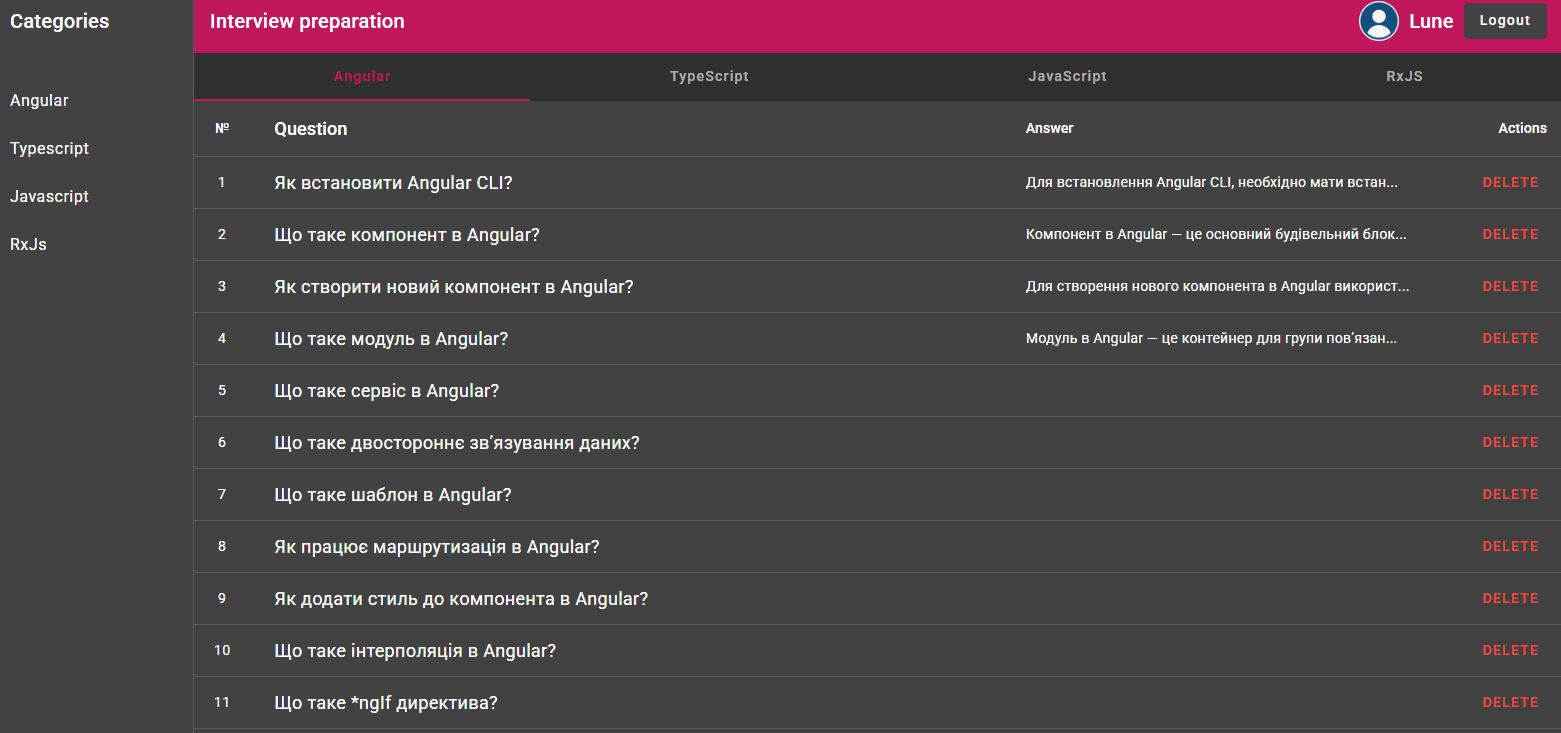 Categories
Interview preparation
Lune
Logout
Angular
Typescript
Javascript
RxJs
Angular TypeScript JavaScript RxJS
№ Question Answer Actions
1 Як встановити Angular CLI? Для встановлення Angular CLI, необхідно мати встан... DELETE
2 Що таке компонент в Angular? Компонент в Angular — це основний будівельний блок... DELETE
3 Як створити новий компонент в Angular? Для створення нового компонента в Angular використ... DELETE
4 Що таке модуль в Angular? Модуль в Angular — це контейнер для групи пов’язан... DELETE
5 Що таке сервіс в Angular? DELETE
6 Що таке двостороннє зв’язування даних? DELETE
7 Що таке шаблон в Angular? DELETE
8 Як працює маршрутизація в Angular? DELETE
9 Як додати стиль до компонента в Angular? DELETE
10 Що таке інтерполяція в Angular? DELETE
11 Що таке *ngIf директива? DELETE